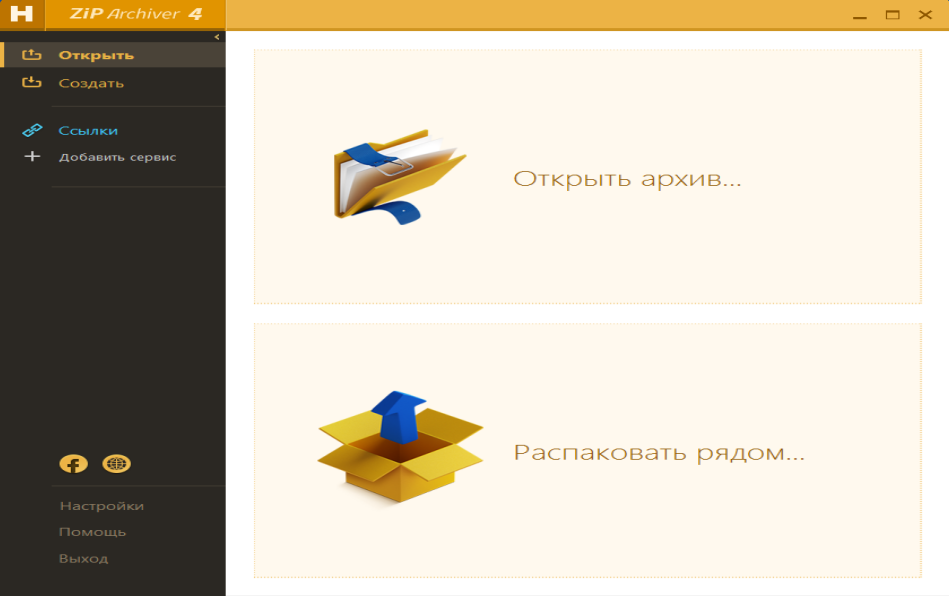 H
ZiP Archiver 4
Открыть
Создать
Ссылки
Добавить сервис
Настройки
Помощь
Выход
Открыть архив...
Распаковать рядом...